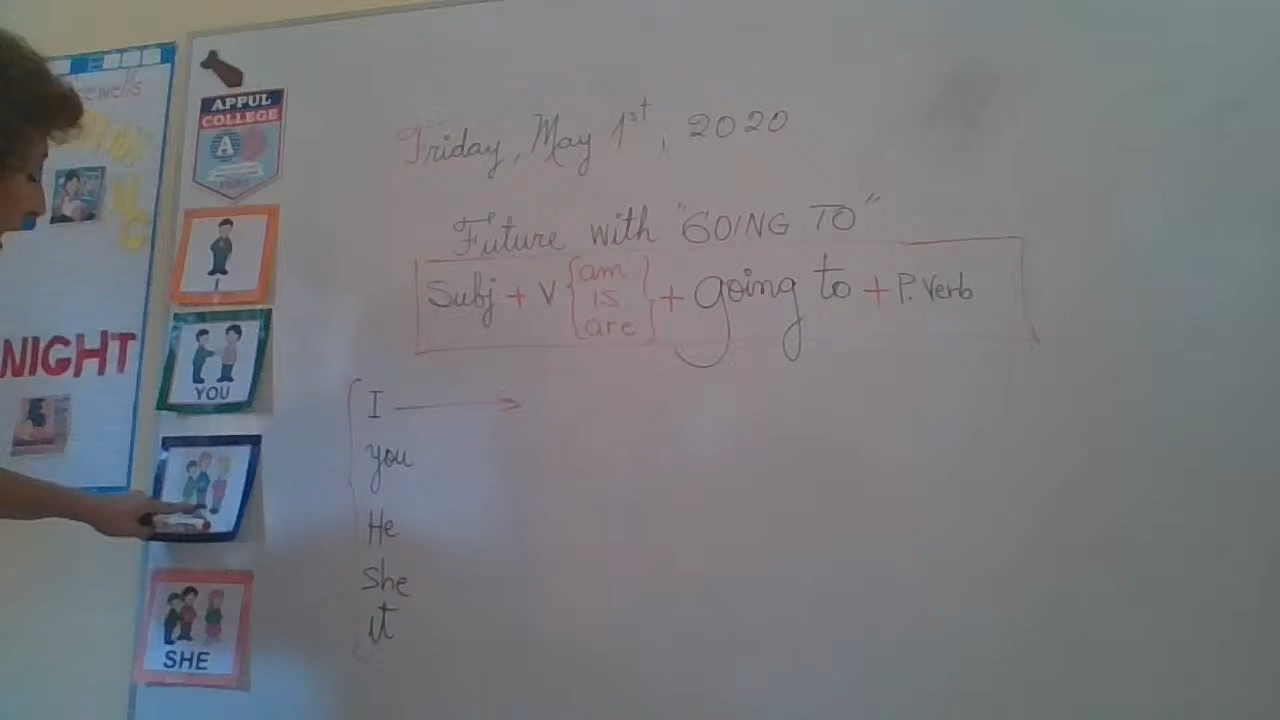 APPUL
COLLEGE
A
Friday, May 1st, 2020
Future with "GOING TO"
Subj + V { am is are } + going to + P. Verb
I
YOU
SHE
NIGHT
I
you
He
She
it